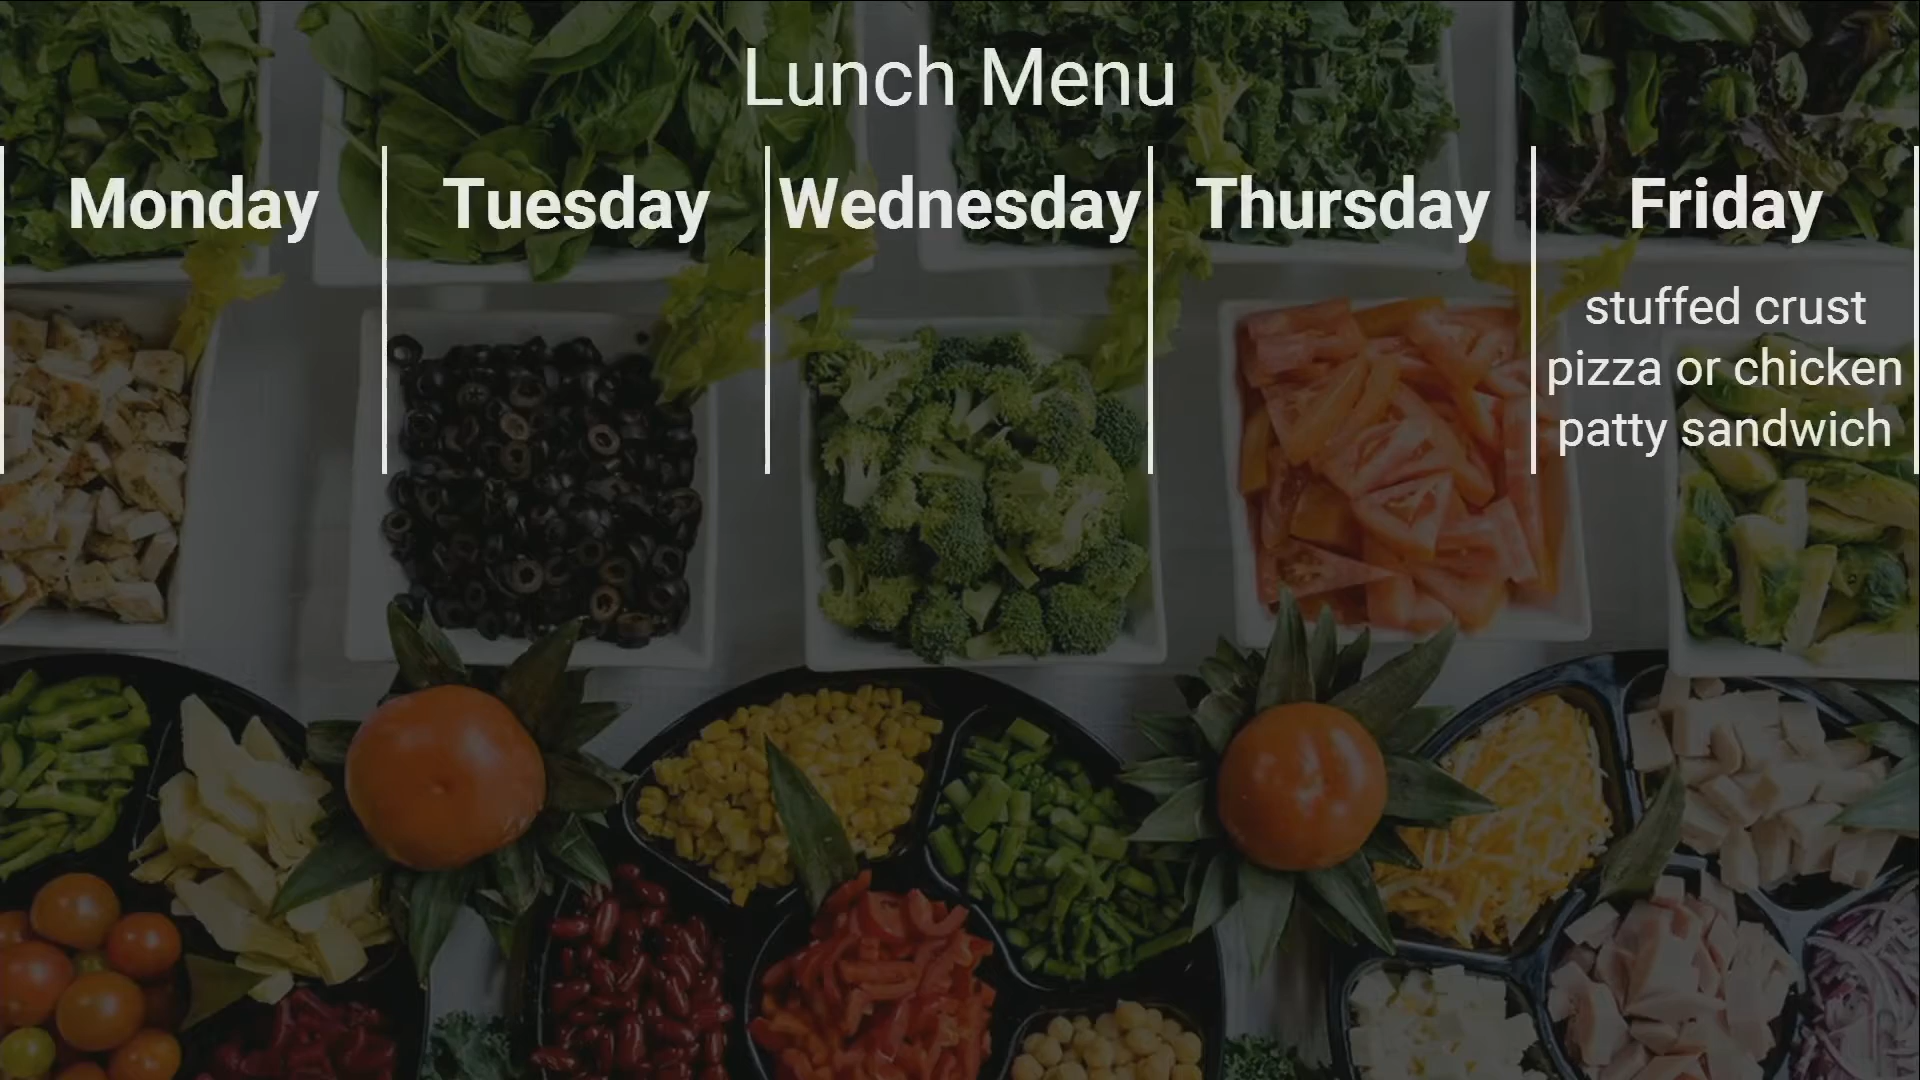 Lunch Menu
Monday
Tuesday
Wednesday
Thursday
Friday
stuffed crust
pizza or chicken
patty sandwich